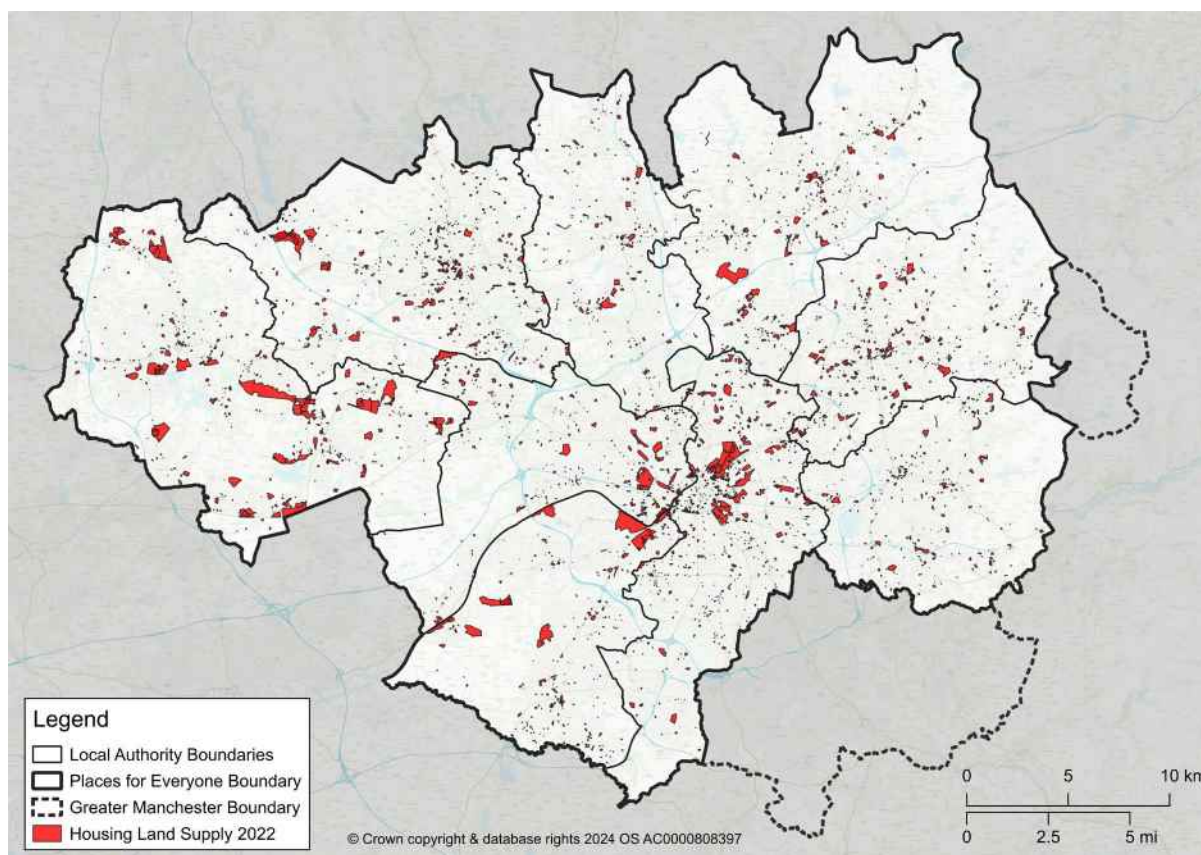 Legend
Local Authority Boundaries
Places for Everyone Boundary
Greater Manchester Boundary
Housing Land Supply 2022
© Crown copyright & database rights 2024 OS AC0000808397
0 5 10 km
0 2.5 5 mi